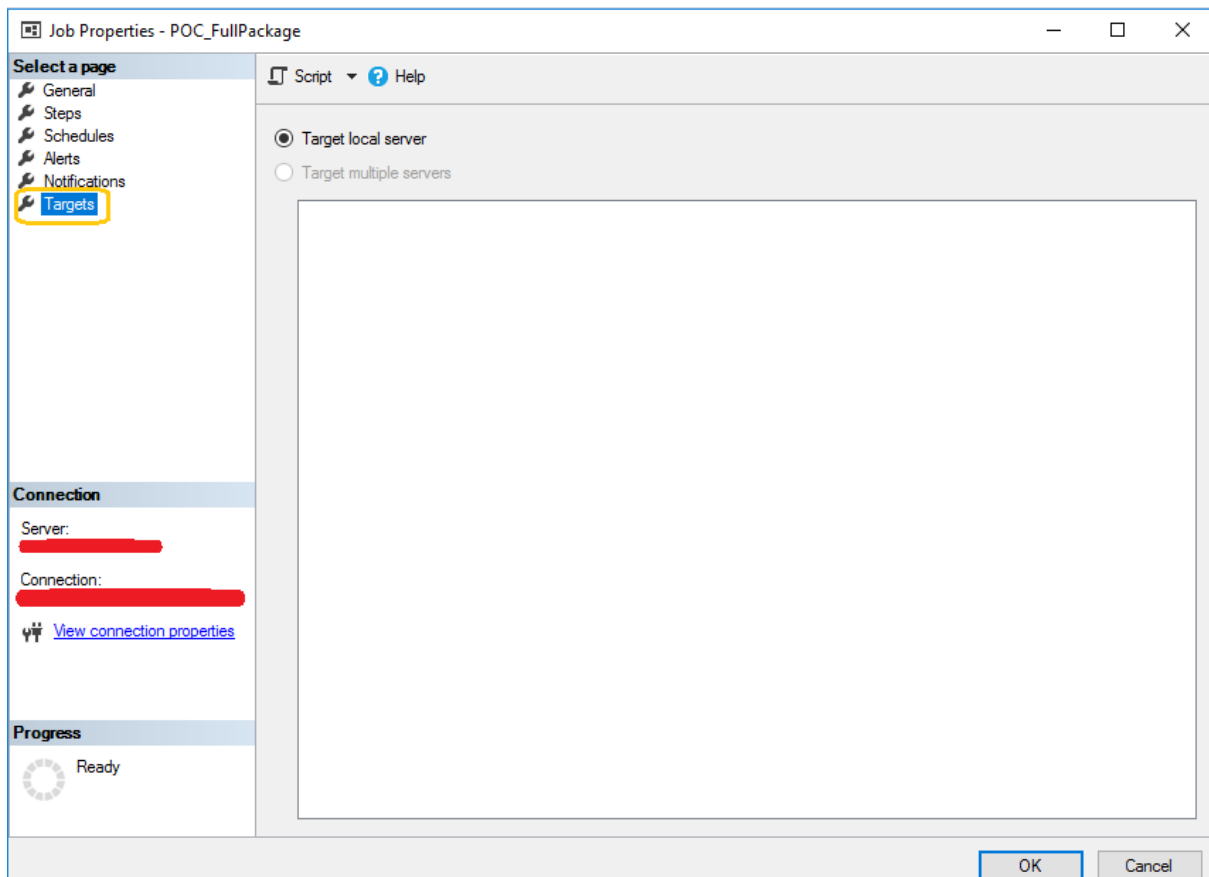 Job Properties - POC_FullPackage
Select a page
General
Steps
Schedules
Alerts
Notifications
Targets
Script
Help
Target local server
Target multiple servers
Connection
Server:
Connection:
View connection properties
Progress
Ready
OK
Cancel